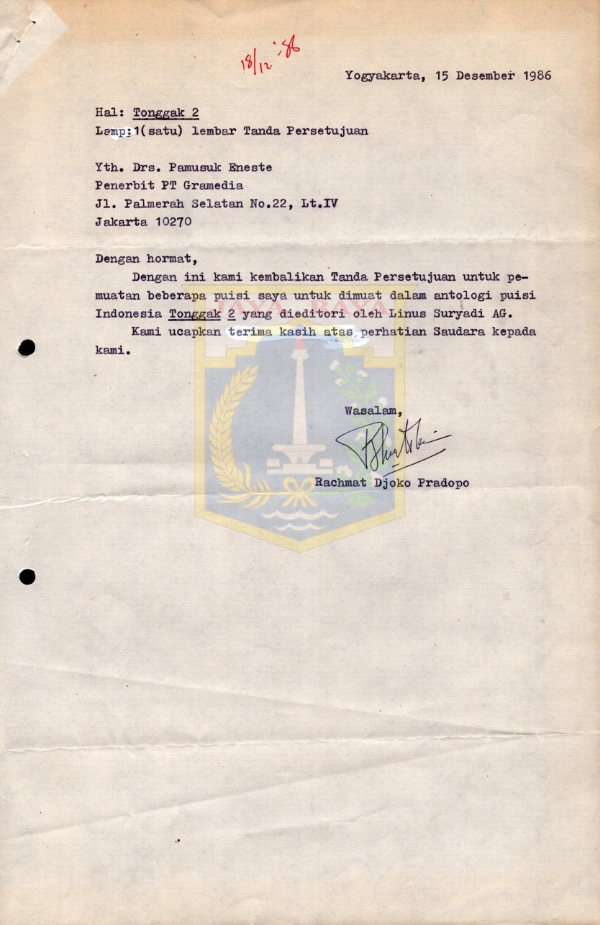 18/12 '86
Yogyakarta, 15 Desember 1986
Hal: Tonggak 2
Lamp:1(satu) lembar Tanda Persetujuan
Yth. Drs. Pamusuk Eneste
Penerbit PT Gramedia
Jl. Palmerah Selatan No.22, Lt.IV
Jakarta 10270
Dengan hormat,
Dengan ini kami kembalikan Tanda Persetujuan untuk pe-
muatan beberapa puisi saya untuk dimuat dalam antologi puisi
Indonesia Tonggak 2 yang dieditori oleh Linus Suryadi AG.
Kami ucapkan terima kasih atas perhatian Saudara kepada
kami.
JAYA RAYA
Wasalam,
Rachmat Djoko Pradopo